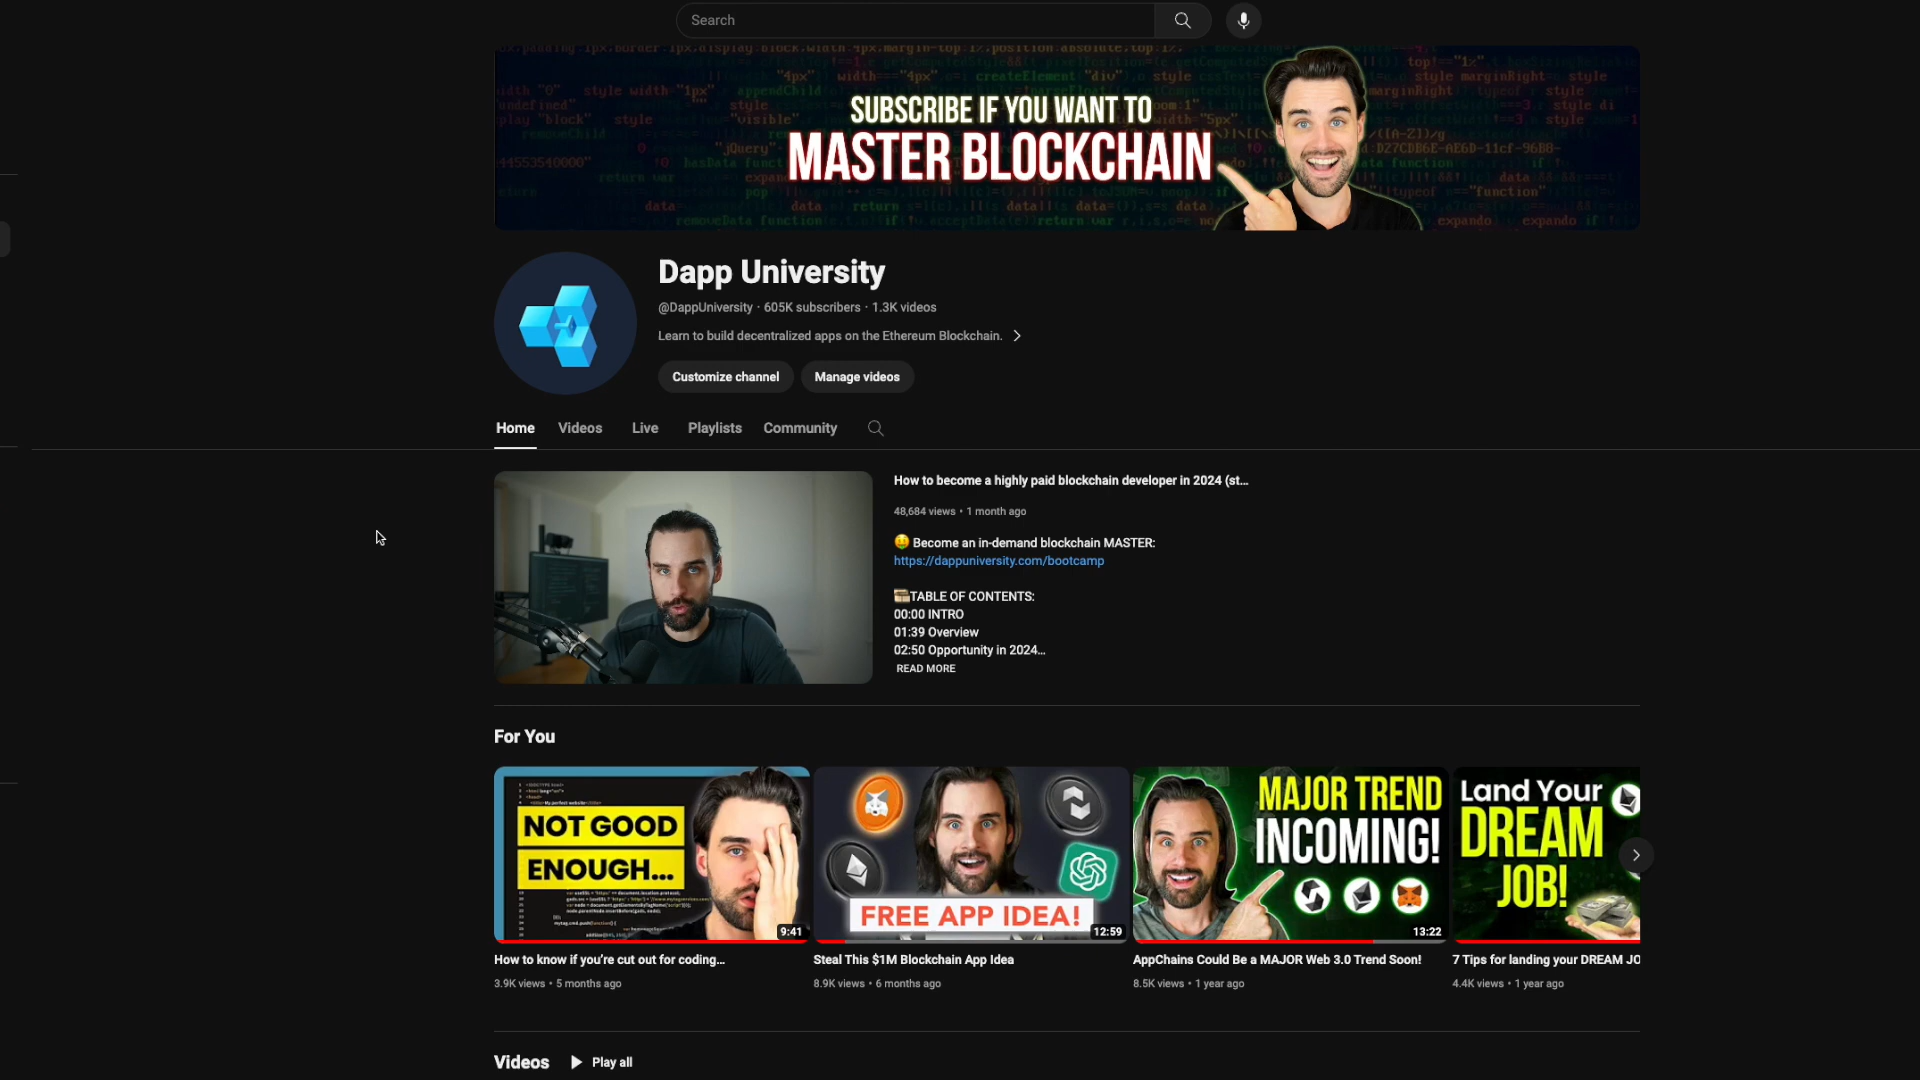 Search
SUBSCRIBE IF YOU WANT TO
MASTER BLOCKCHAIN
Dapp University
@DappUniversity · 605K subscribers · 1.3K videos
Learn to build decentralized apps on the Ethereum Blockchain.
Customize channel
Manage videos
Home
Videos
Live
Playlists
Community
How to become a highly paid blockchain developer in 2024 (st...
48,684 views • 1 month ago
🤑 Become an in-demand blockchain MASTER:
https://dappuniversity.com/bootcamp
TABLE OF CONTENTS:
00:00 INTRO
01:39 Overview
02:50 Opportunity in 2024...
READ MORE
For You
NOT GOOD
ENOUGH...
9:41
FREE APP IDEA!
12:59
MAJOR TREND
INCOMING!
13:22
Land Your
DREAM
JOB!
How to know if you're cut out for coding...
3.9K views • 5 months ago
Steal This $1M Blockchain App Idea
8.9K views • 6 months ago
AppChains Could Be a MAJOR Web 3.0 Trend Soon!
8.5K views • 1 year ago
7 Tips for landing your DREAM JO
4.4K views • 1 year ago
Videos
Play all